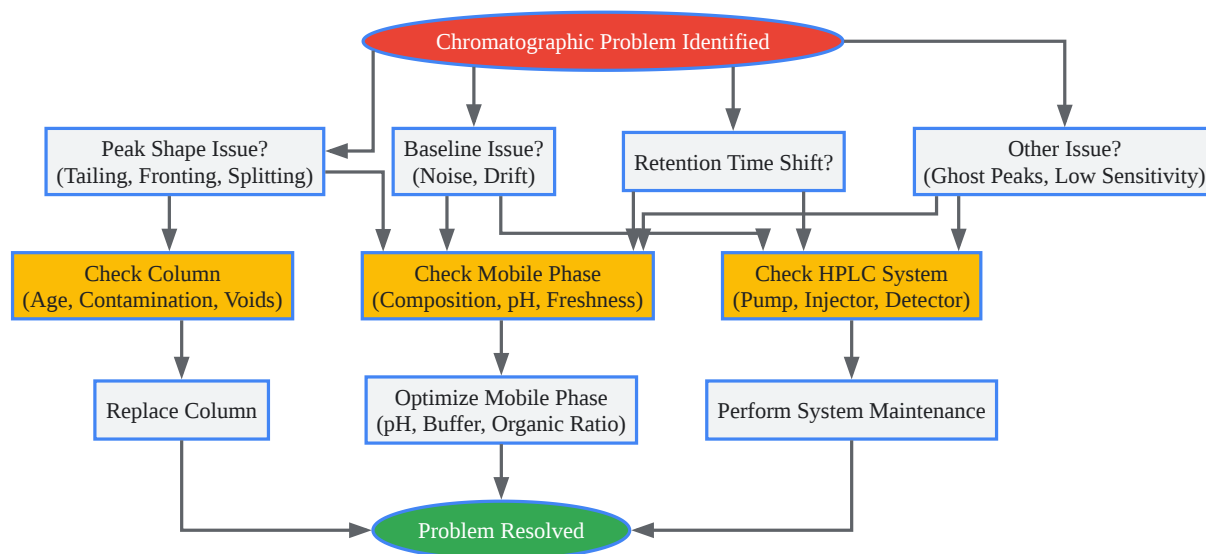 Chromatographic Problem Identified
Peak Shape Issue?
(Tailing, Fronting, Splitting)
Baseline Issue?
(Noise, Drift)
Retention Time Shift?
Other Issue?
(Ghost Peaks, Low Sensitivity)
Check Column
(Age, Contamination, Voids)
Check Mobile Phase
(Composition, pH, Freshness)
Check HPLC System
(Pump, Injector, Detector)
Replace Column
Optimize Mobile Phase
(pH, Buffer, Organic Ratio)
Perform System Maintenance
Problem Resolved